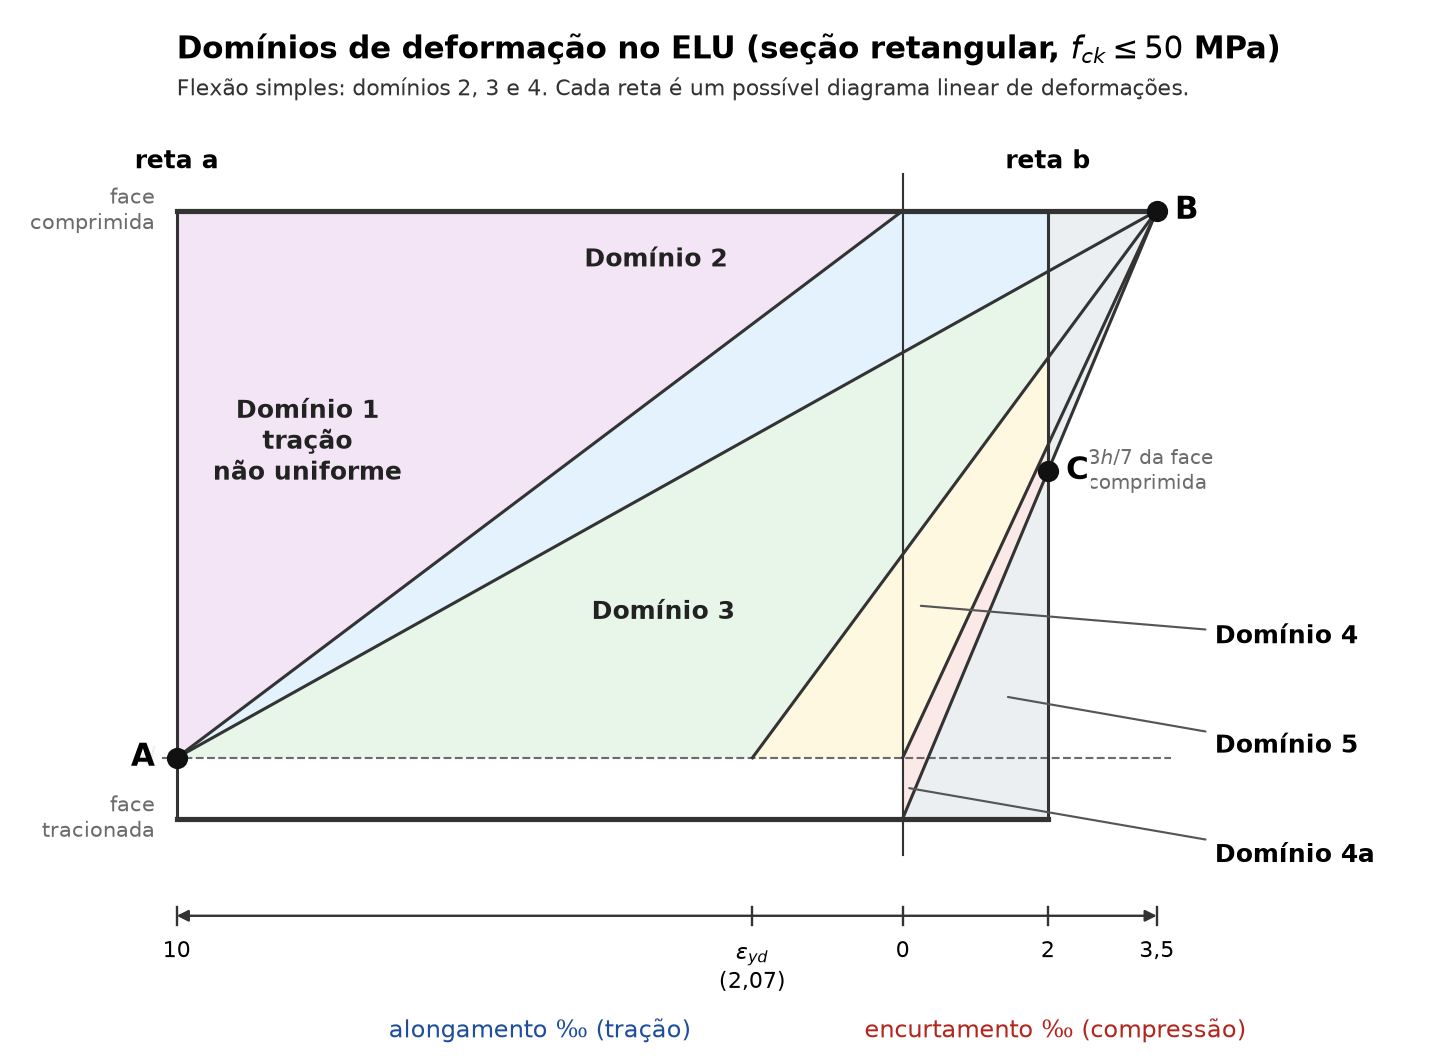 Domínios de deformação no ELU (seção retangular, f_ck ≤ 50 MPa)
Flexão simples: domínios 2, 3 e 4. Cada reta é um possível diagrama linear de deformações.
reta a
reta b
face
comprimida
B
Domínio 2
Domínio 1
tração
não uniforme
C
3h/7 da face
comprimida
Domínio 3
Domínio 4
Domínio 5
A
face
tracionada
Domínio 4a
10
ε_yd
(2,07)
0
2
3,5
alongamento ‰ (tração)
encurtamento ‰ (compressão)